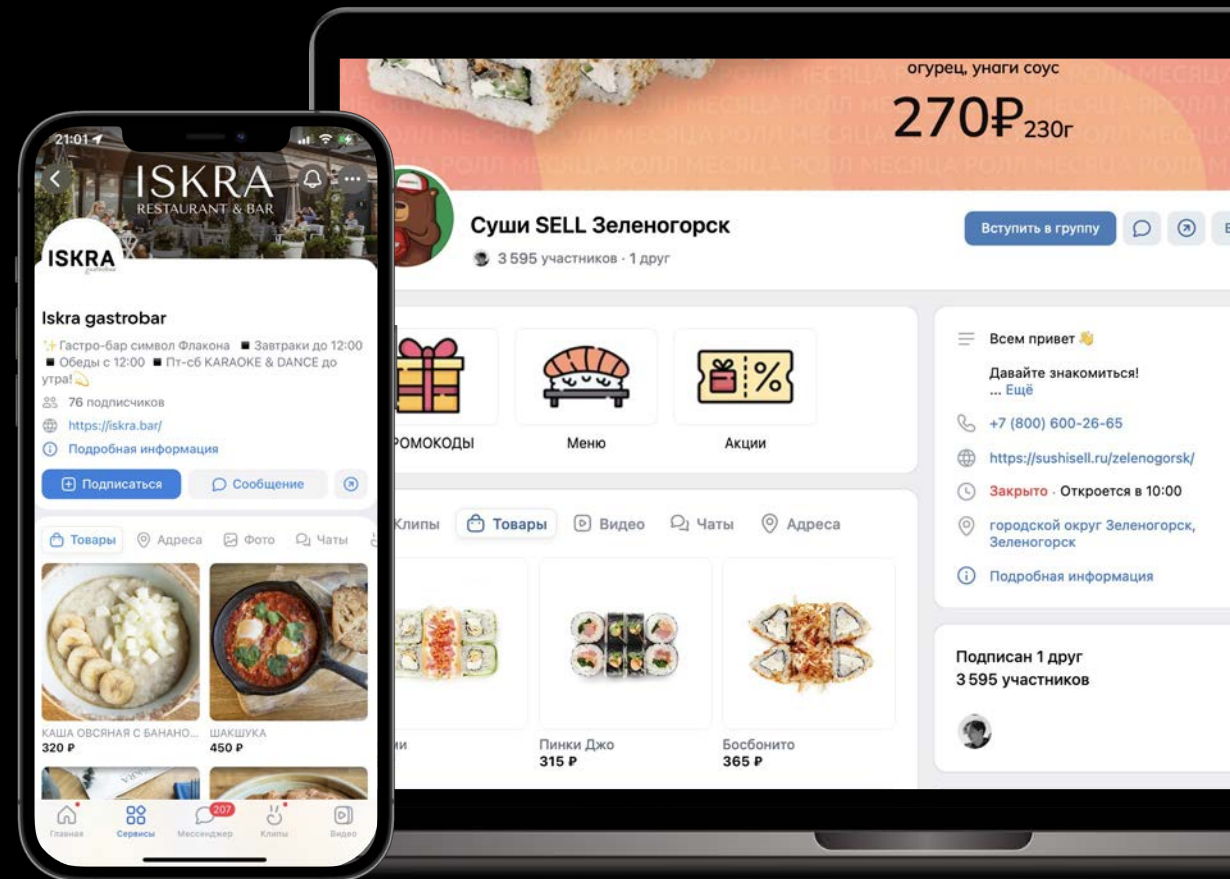 21:01
ISKRA
RESTAURANT & BAR
ISKRA
Iskra gastrobar
✨ Гастро-бар символ Флакона ◾ Завтраки до 12:00
◾ Обеды с 12:00 ◾ Пт-сб KARAOKE & DANCE до
утра!💫
76 подписчиков
https://iskra.bar/
Подробная информация
Подписаться
Сообщение
Товары
Адреса
Фото
Чаты
КАША ОВСЯНАЯ С БАНАНО...
320 ₽
ШАКШУКА
450 ₽
207
Главная
Сервисы
Мессенджер
Клипы
Видео
огурец, унаги соус
270₽ 230г
РОЛЛ МЕСЯЦА
Суши SELL Зеленогорск
3 595 участников · 1 друг
Вступить в группу
РОМОКОДЫ
Меню
Акции
Клипы
Товары
Видео
Чаты
Адреса
ми
Пинки Джо
315 ₽
Босбонито
365 ₽
Всем привет 👋
Давайте знакомиться!
... Ещё
+7 (800) 600-26-65
https://sushisell.ru/zelenogorsk/
Закрыто · Откроется в 10:00
городской округ Зеленогорск,
Зеленогорск
Подробная информация
Подписан 1 друг
3 595 участников